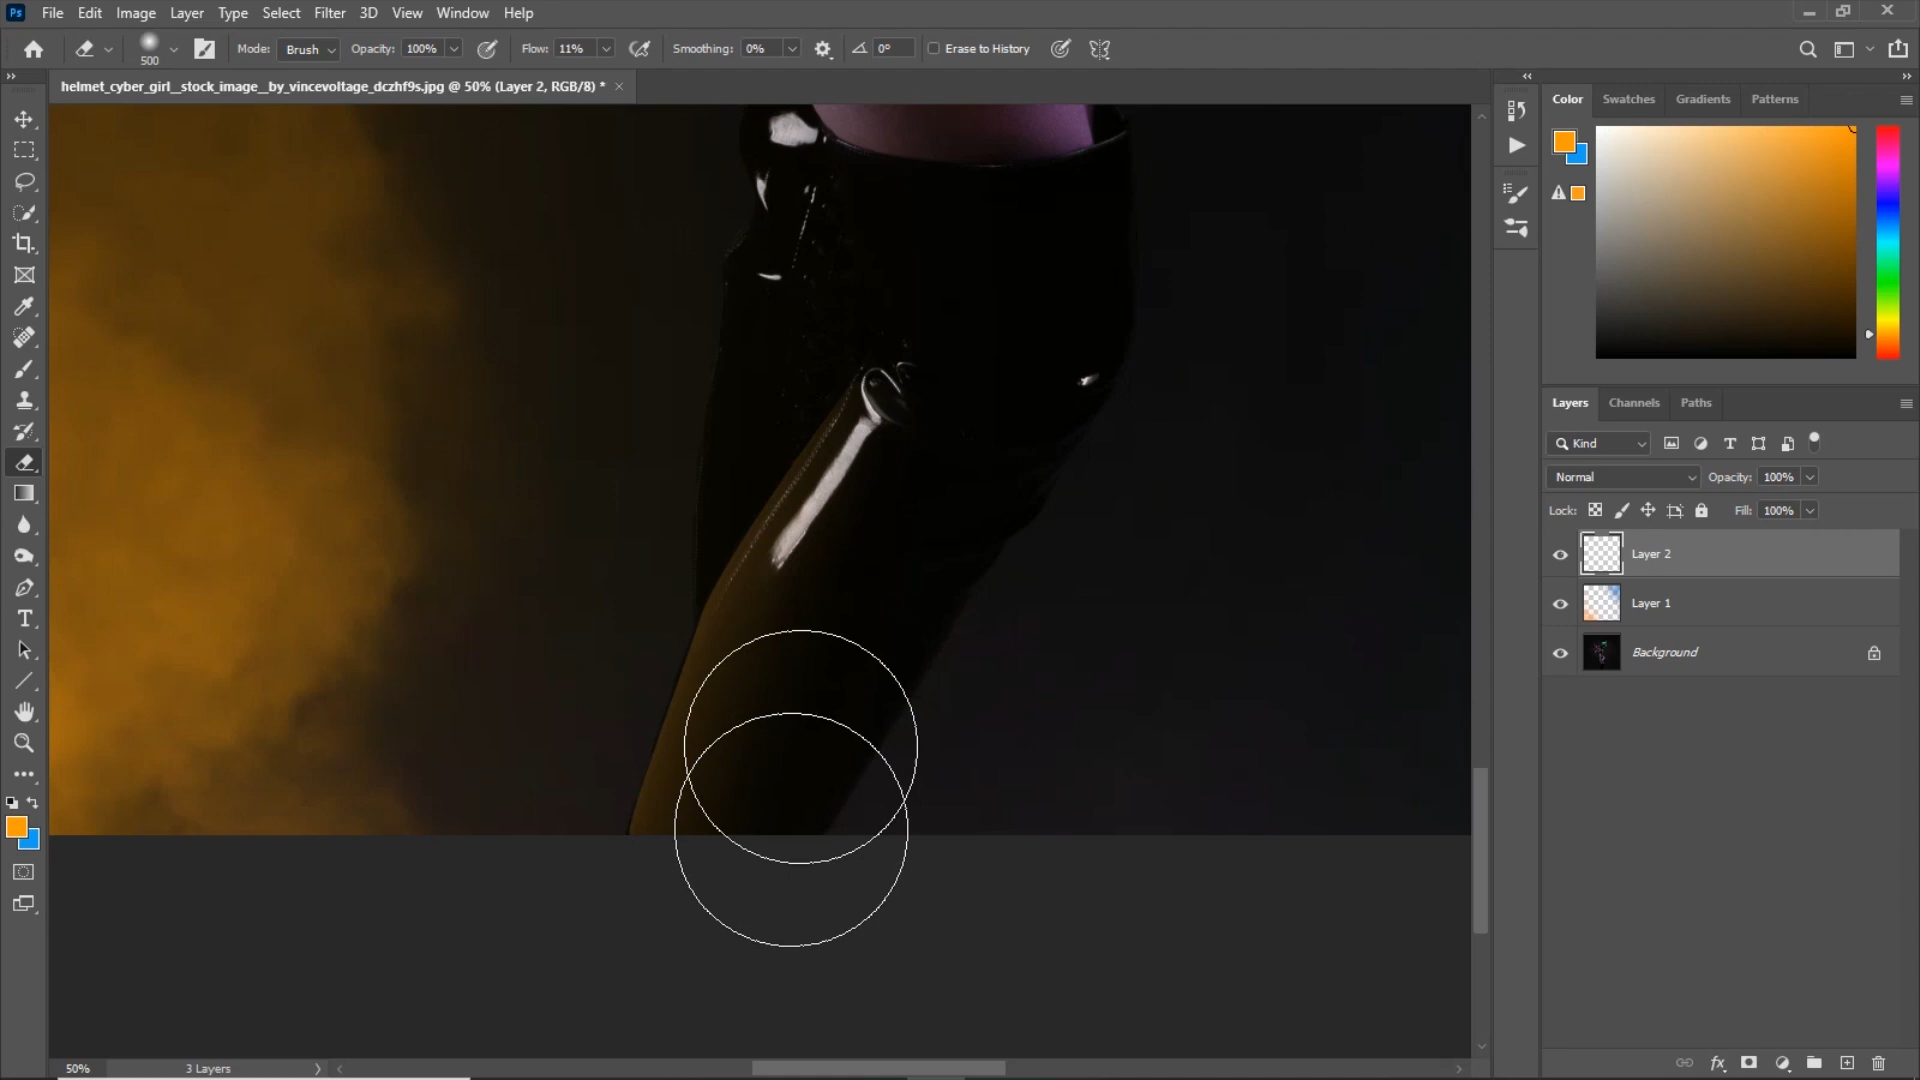 Ps File Edit Image Layer Type Select Filter 3D View Window Help
500 Mode: Brush Opacity: 100% Flow: 11% Smoothing: 0% 0° Erase to History
helmet_cyber_girl__stock_image__by_vincevoltage_dczhf9s.jpg @ 50% (Layer 2, RGB/8) *
Color Swatches Gradients Patterns
Layers Channels Paths
Kind
Normal Opacity: 100%
Lock: Fill: 100%
Layer 2
Layer 1
Background
50% 3 Layers